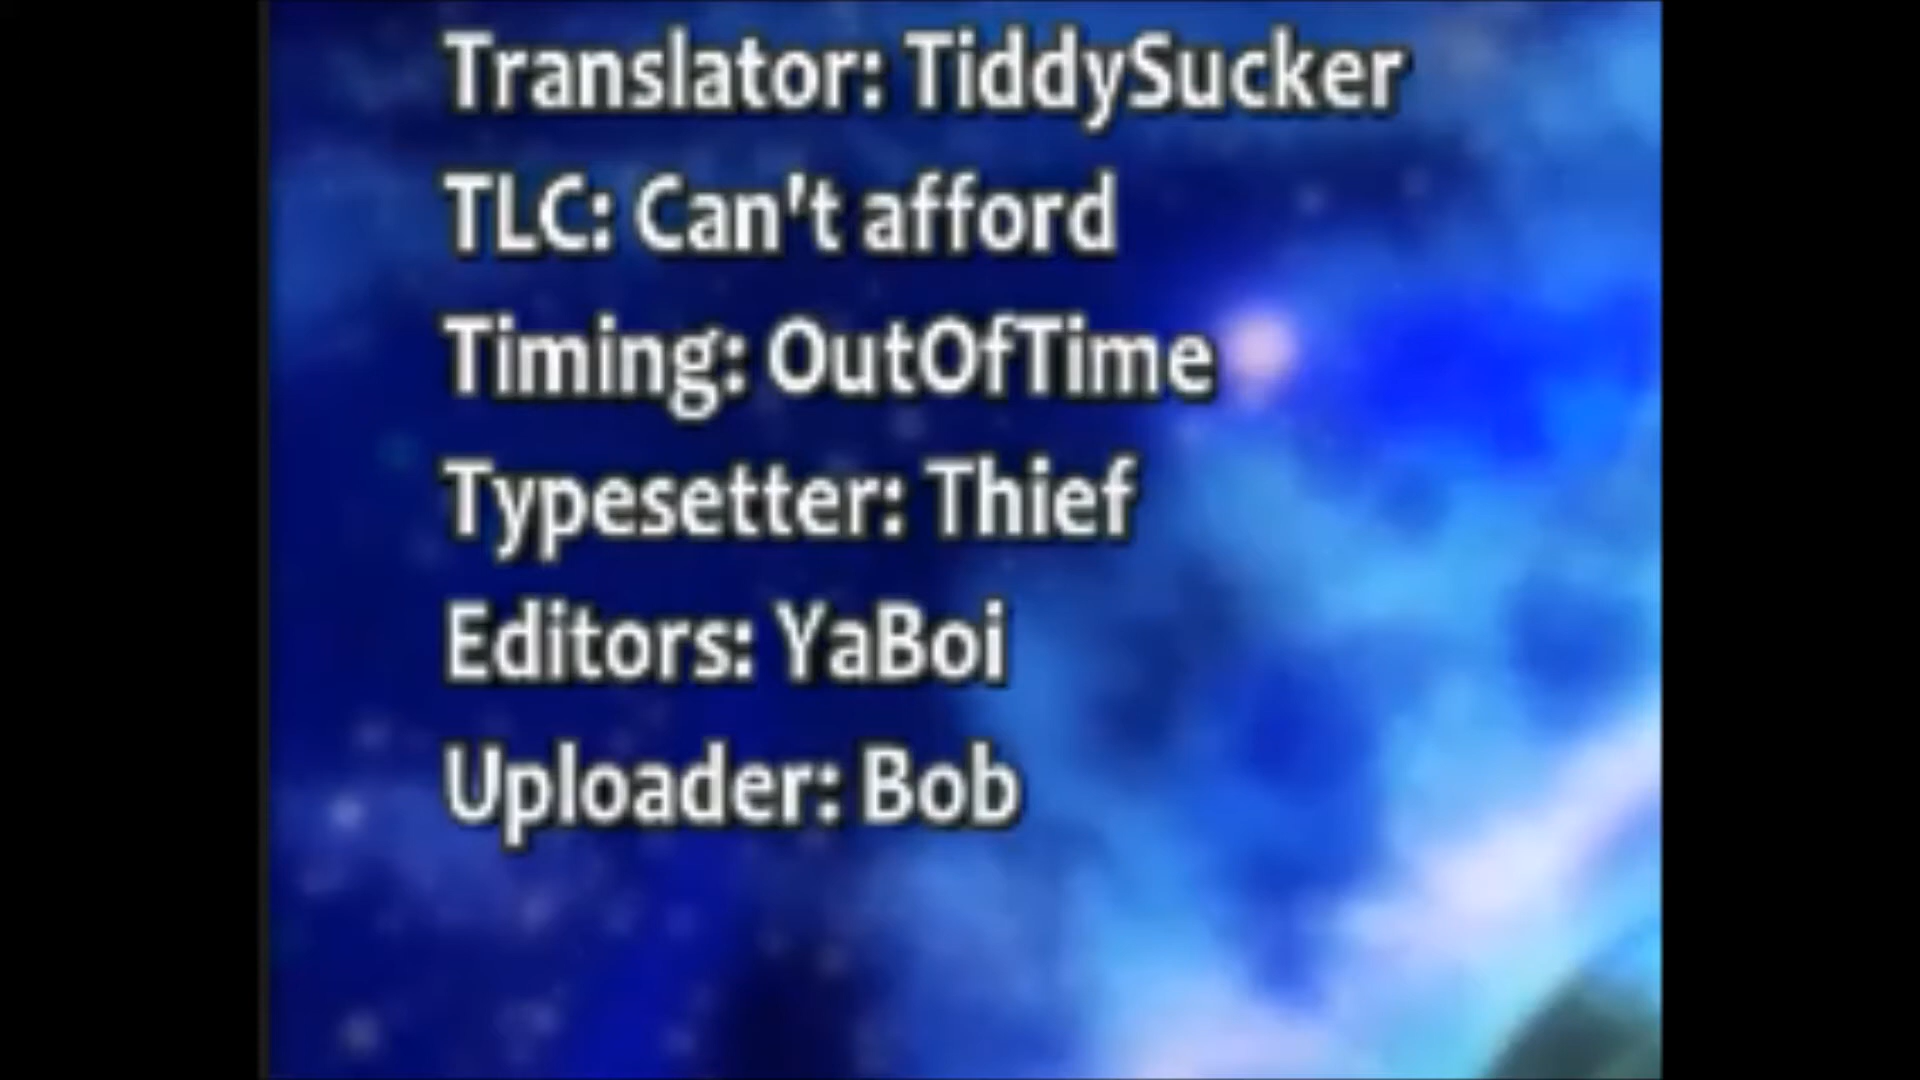 Translator: TiddySucker
TLC: Can't afford
Timing: OutOfTime
Typesetter: Thief
Editors: YaBoi
Uploader: Bob